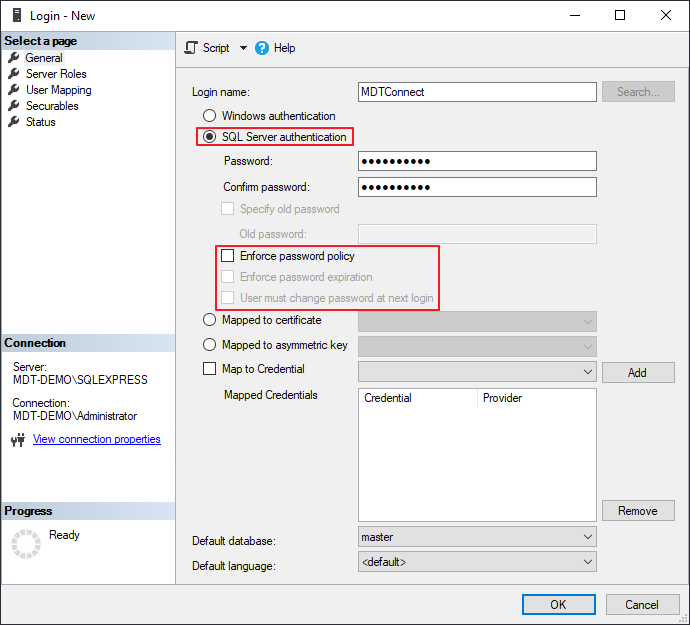 Login - New
Select a page
General
Server Roles
User Mapping
Securables
Status
Connection
Server:
MDT-DEMO\SQLEXPRESS
Connection:
MDT-DEMO\Administrator
View connection properties
Progress
Ready
Script
Help
Login name:
MDTConnect
Search...
Windows authentication
SQL Server authentication
Password:
●●●●●●●●●●
Confirm password:
●●●●●●●●●●
Specify old password
Old password:
Enforce password policy
Enforce password expiration
User must change password at next login
Mapped to certificate
Mapped to asymmetric key
Map to Credential
Add
Mapped Credentials
Credential Provider
Remove
Default database:
master
Default language:
<default>
OK
Cancel